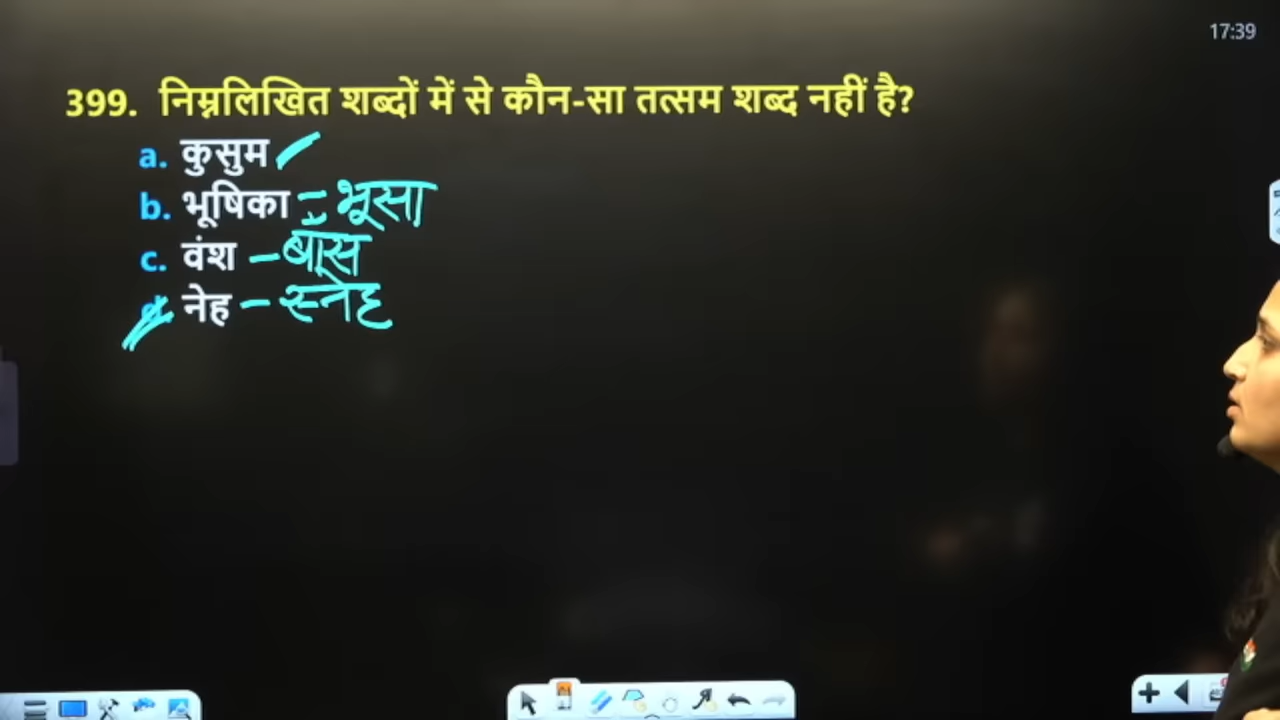 17:39
399. निम्नलिखित शब्दों में से कौन-सा तत्सम शब्द नहीं है?
a. कुसुम
b. भूषिका - भूसा
c. वंश - बाँस
d. नेह - स्नेह